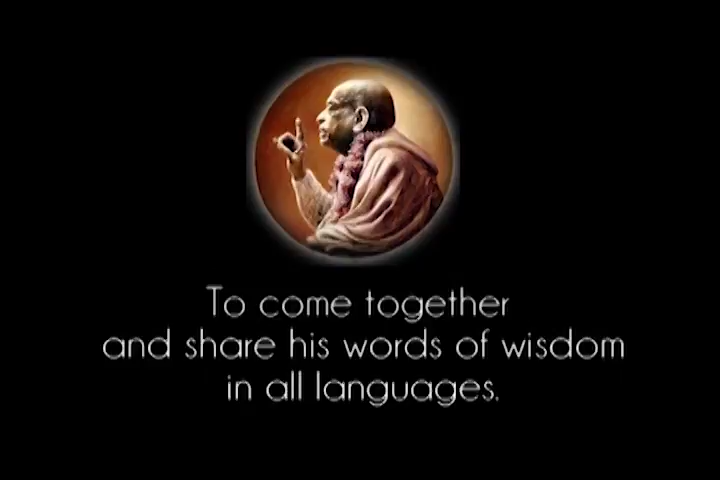 To come together
and share his words of wisdom
in all languages.